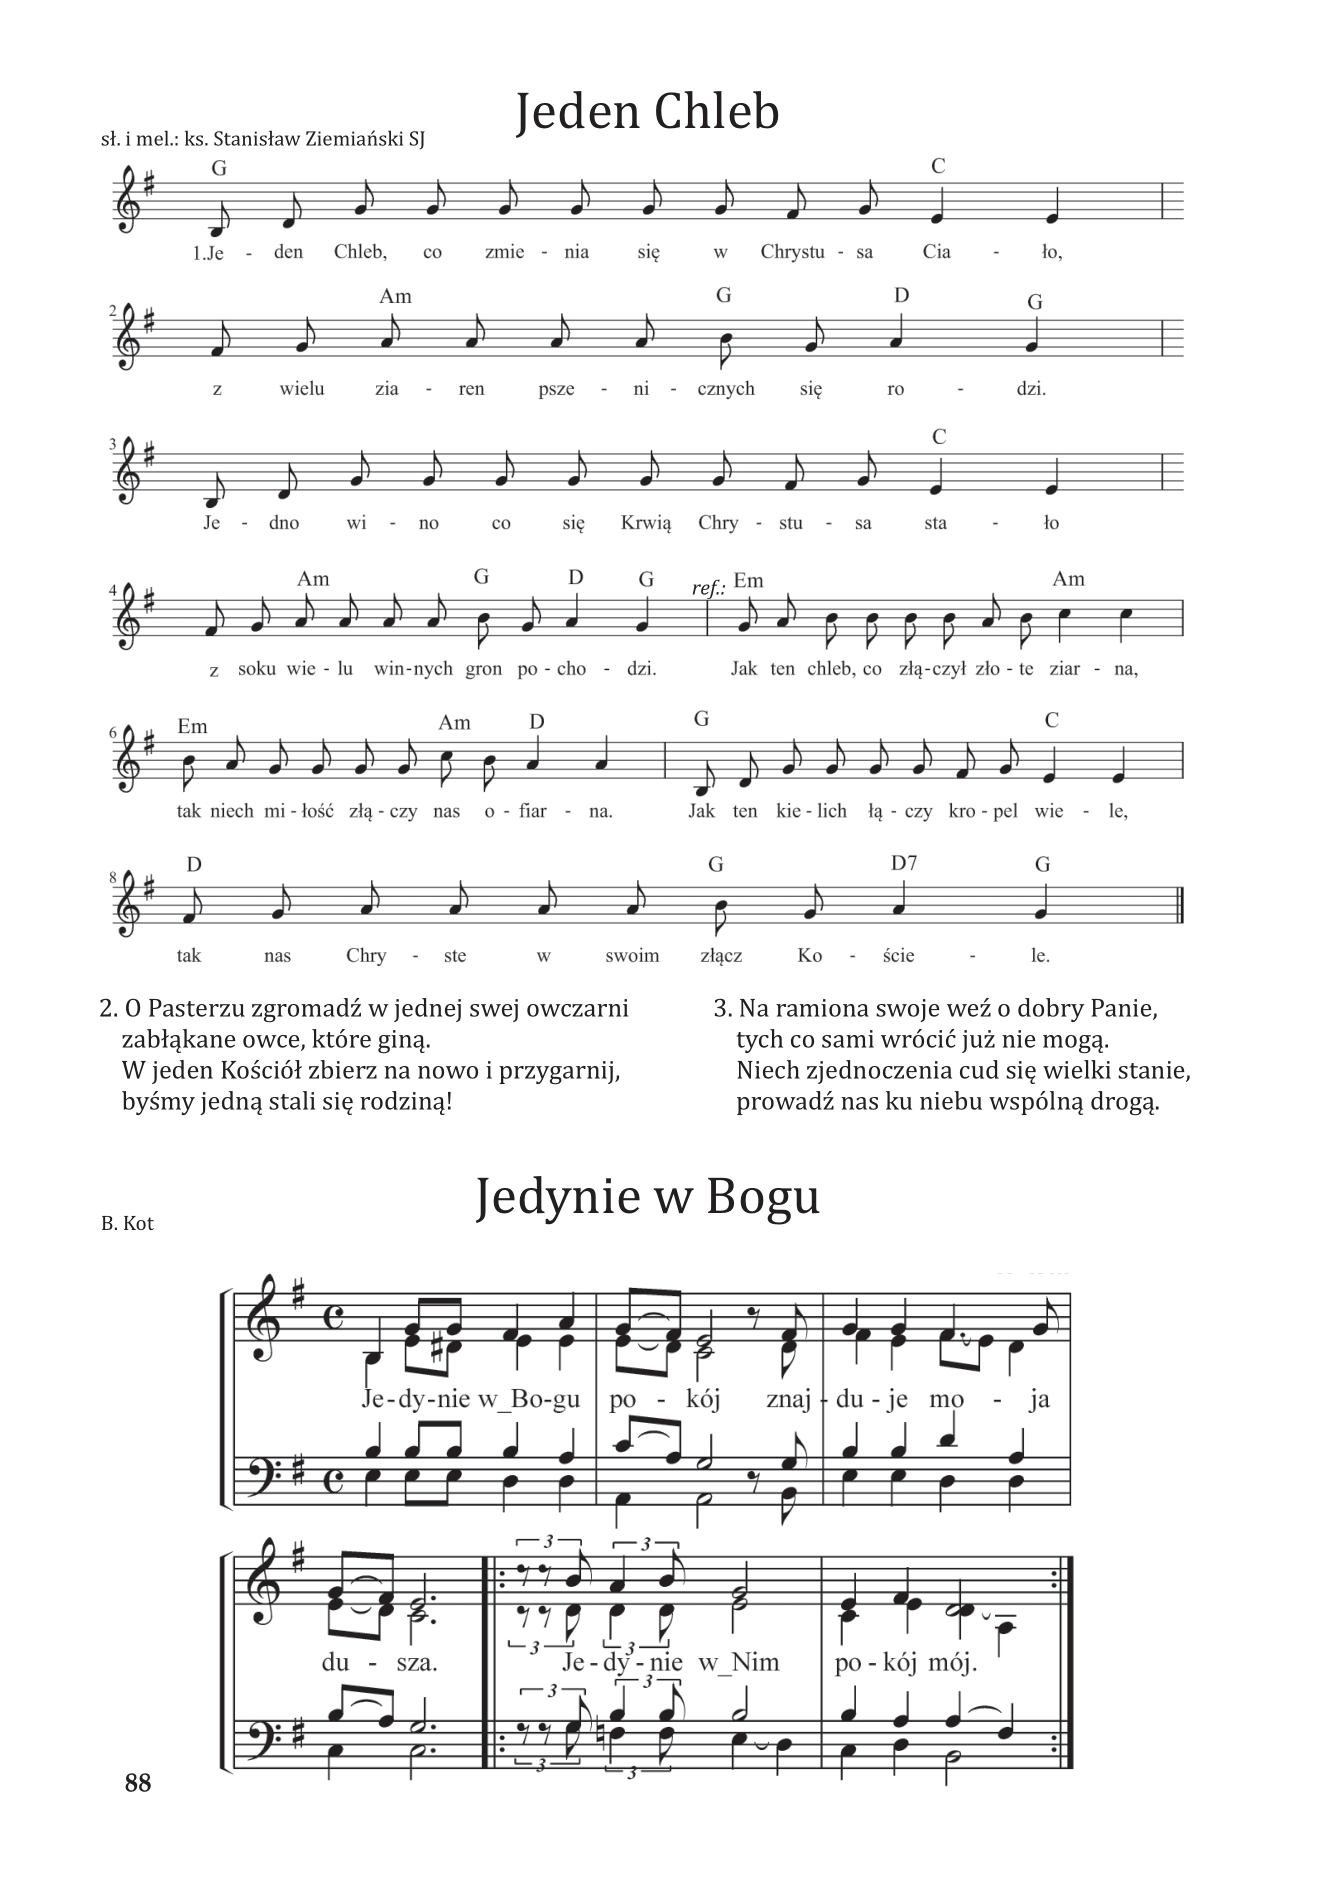 Jeden Chleb
sł. i mel.: ks. Stanisław Ziemiański SJ
G C
1.Je - den Chleb, co zmie - nia się w Chrystu - sa Cia - ło,
2 Am G D G
z wielu zia - ren psze - ni - cznych się ro - dzi.
3 C
Je - dno wi - no co się Krwią Chry - stu - sa sta - ło
4 Am G D G ref.: Em Am
z soku wie - lu win - nych gron po - cho - dzi. Jak ten chleb, co złą - czył zło - te ziar - na,
6 Em Am D G C
tak niech mi - łość złą - czy nas o - fiar - na. Jak ten kie - lich łą - czy kro - pel wie - le,
8 D G D7 G
tak nas Chry - ste w swoim złącz Ko - ście - le.
2. O Pasterzu zgromadź w jednej swej owczarni
zabłąkane owce, które giną.
W jeden Kościół zbierz na nowo i przygarnij,
byśmy jedną stali się rodziną!
3. Na ramiona swoje weź o dobry Panie,
tych co sami wrócić już nie mogą.
Niech zjednoczenia cud się wielki stanie,
prowadź nas ku niebu wspólną drogą.
Jedynie w Bogu
B. Kot
Je - dy - nie w_Bo - gu po - kój znaj - du - je mo - ja
3 3
3 3
du - sza. Je - dy - nie w_Nim po - kój mój.
3 3
3 3
88